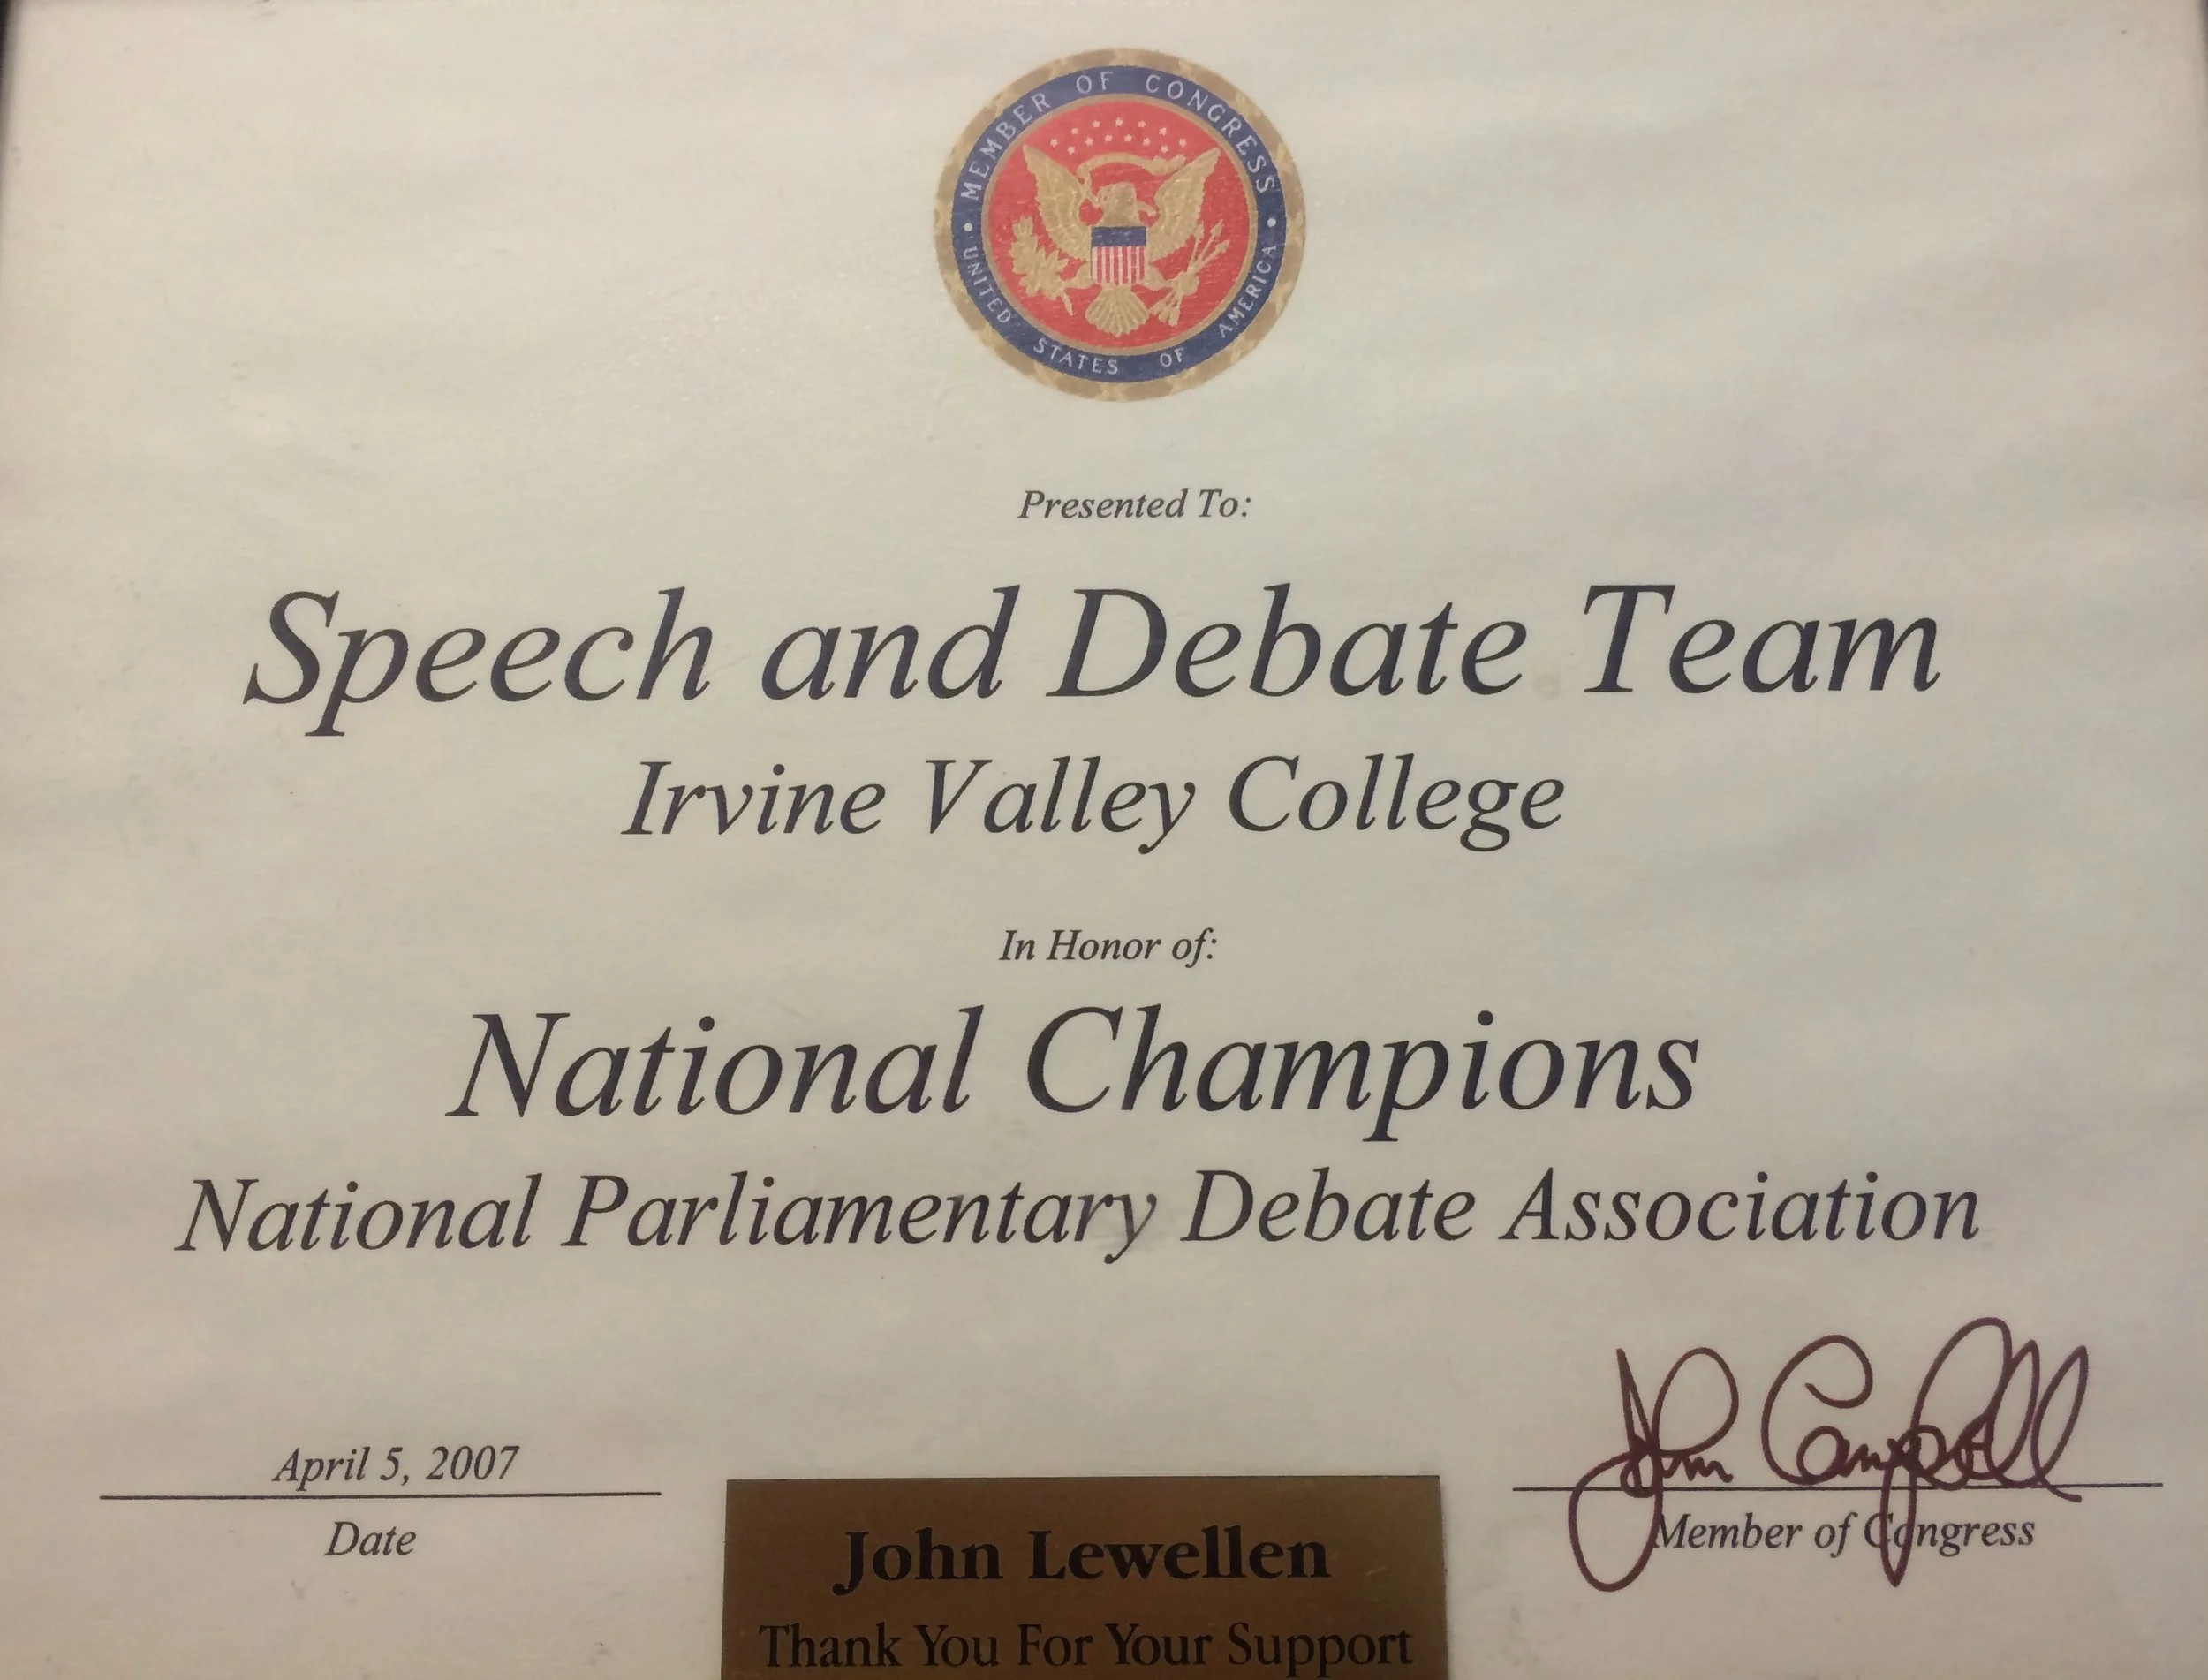 MEMBER OF CONGRESS
UNITED STATES OF AMERICA
Presented To:
Speech and Debate Team
Irvine Valley College
In Honor of:
National Champions
National Parliamentary Debate Association
April 5, 2007
Date
John Campbell
Member of Congress
John Lewellen
Thank You For Your Support